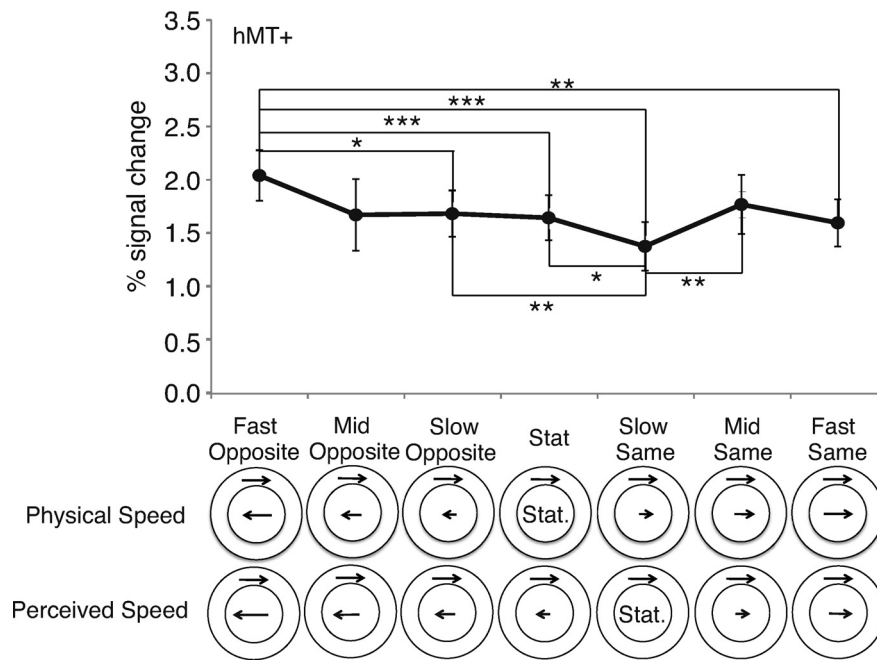 hMT+
3.5
3.0
2.5
2.0
1.5
1.0
0.5
0.0
% signal change
**
***
***
*
*
**
**
Fast Opposite
Mid Opposite
Slow Opposite
Stat
Slow Same
Mid Same
Fast Same
Physical Speed
Stat.
Perceived Speed
Stat.